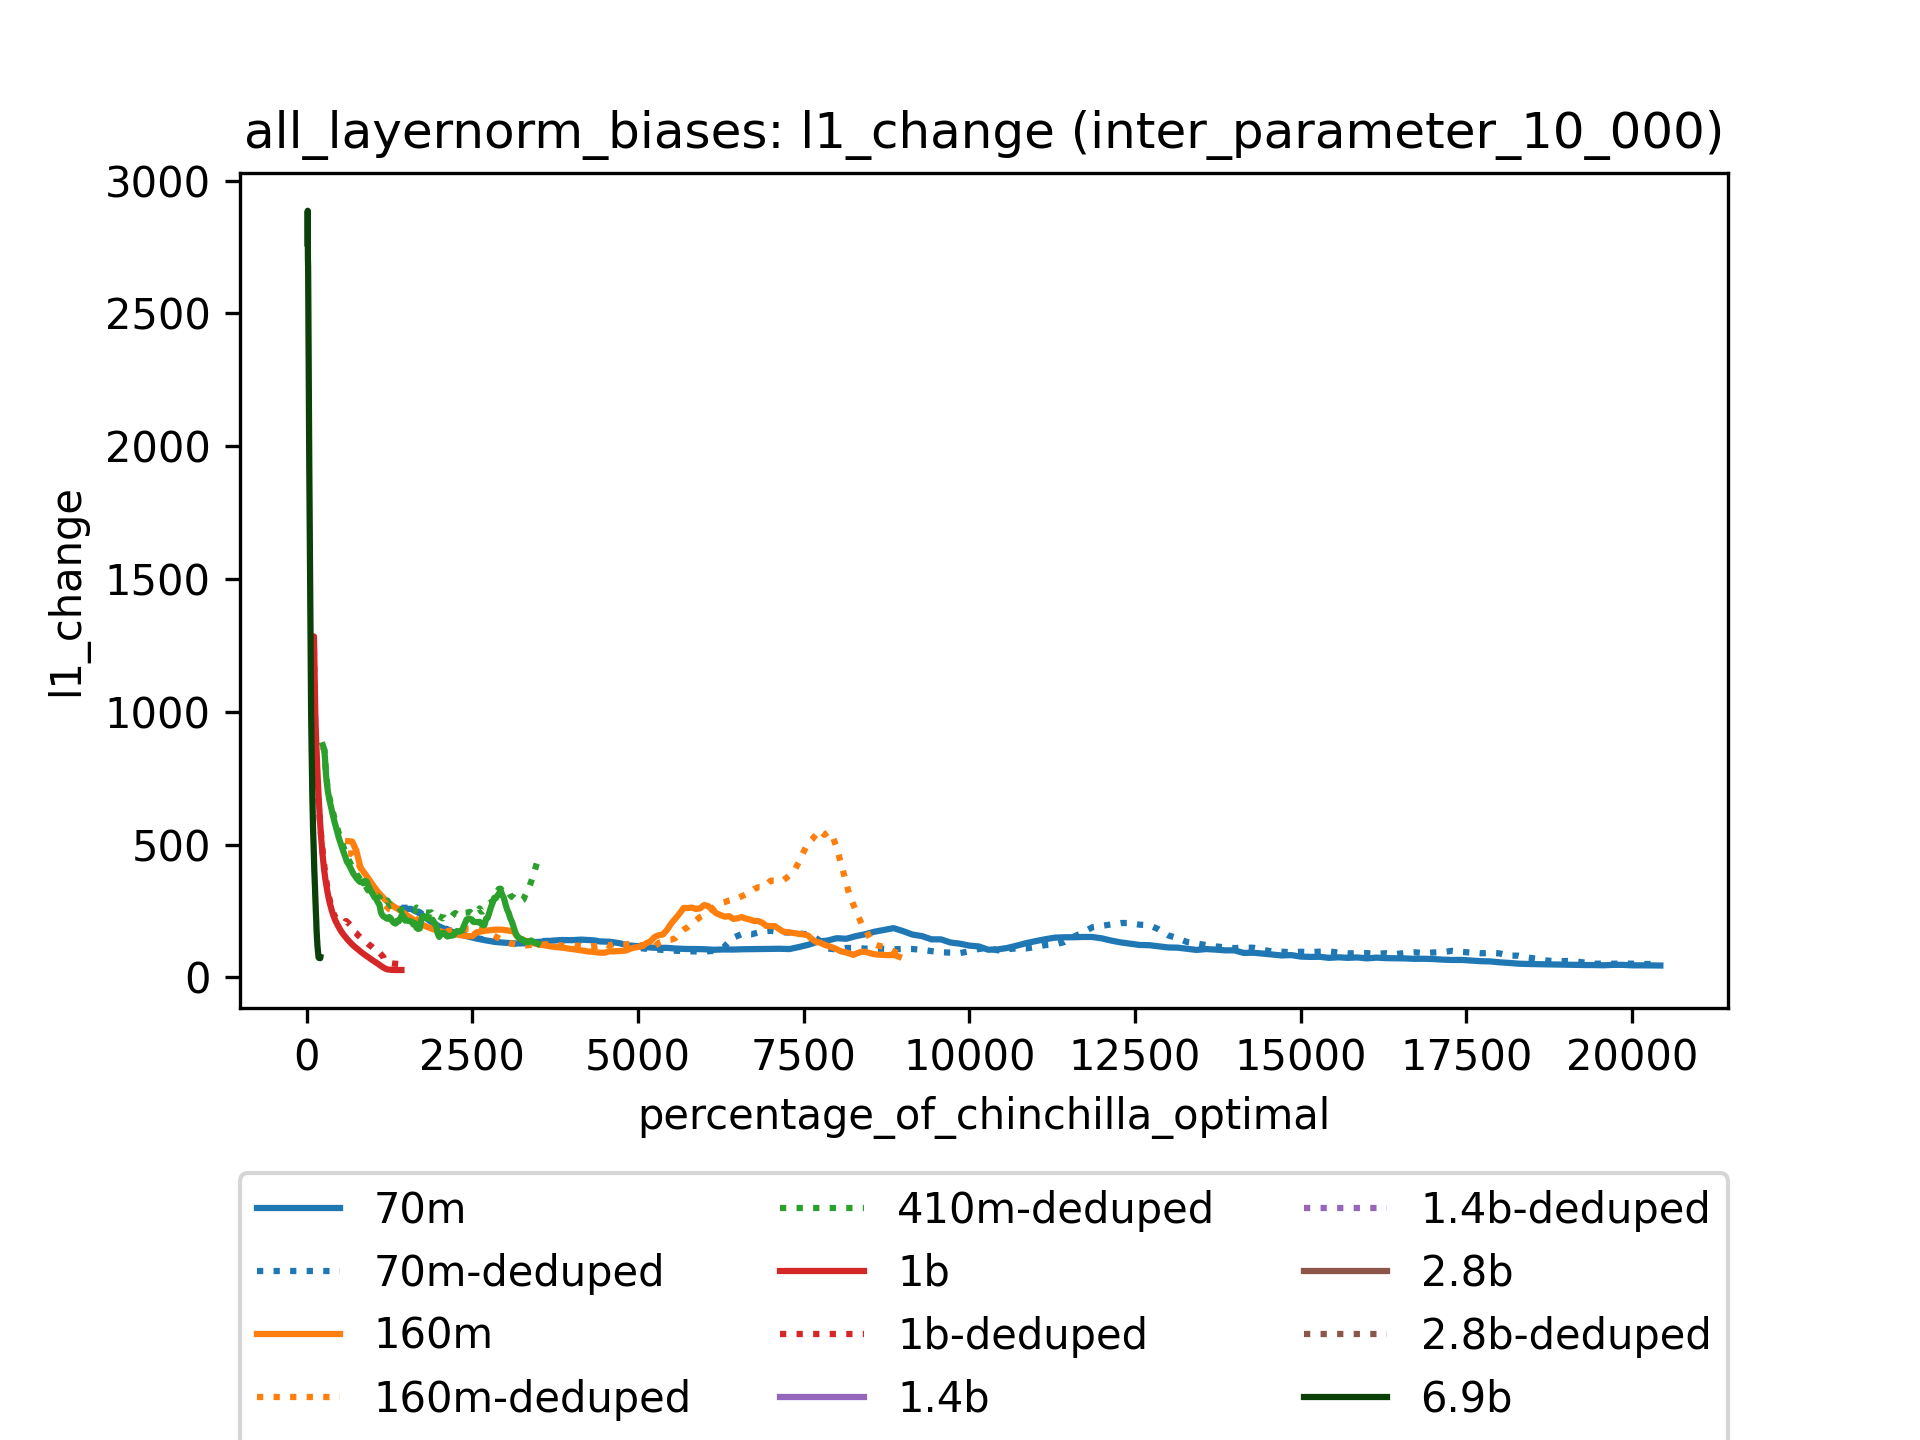 all_layernorm_biases: l1_change (inter_parameter_10_000)
3000
2500
2000
1500
1000
500
0
l1_change
0 2500 5000 7500 10000 12500 15000 17500 20000
percentage_of_chinchilla_optimal
70m
70m-deduped
160m
160m-deduped
410m-deduped
1b
1b-deduped
1.4b
1.4b-deduped
2.8b
2.8b-deduped
6.9b